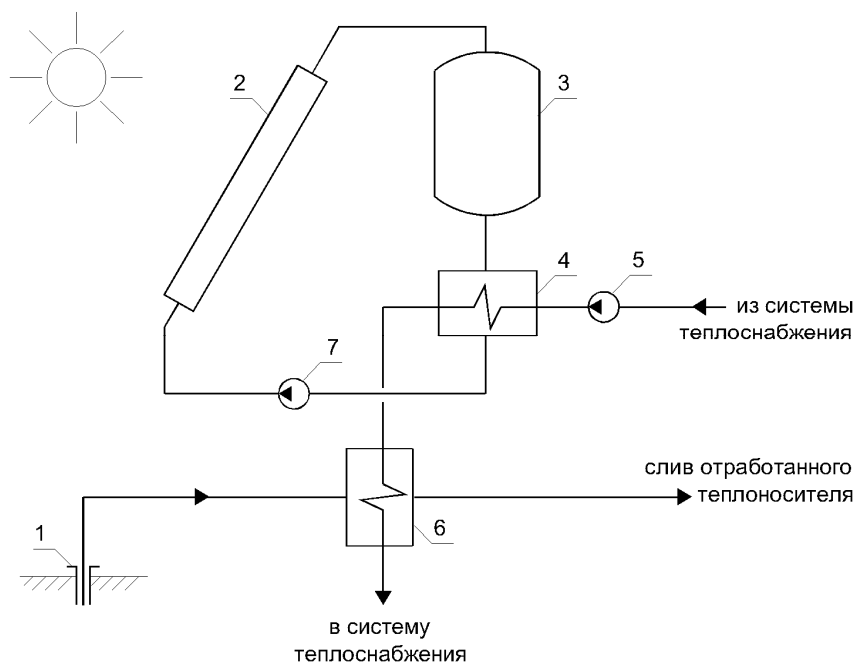 2
3
4
5
из системы
теплоснабжения
7
слив отработанного
теплоносителя
1
6
в систему
теплоснабжения